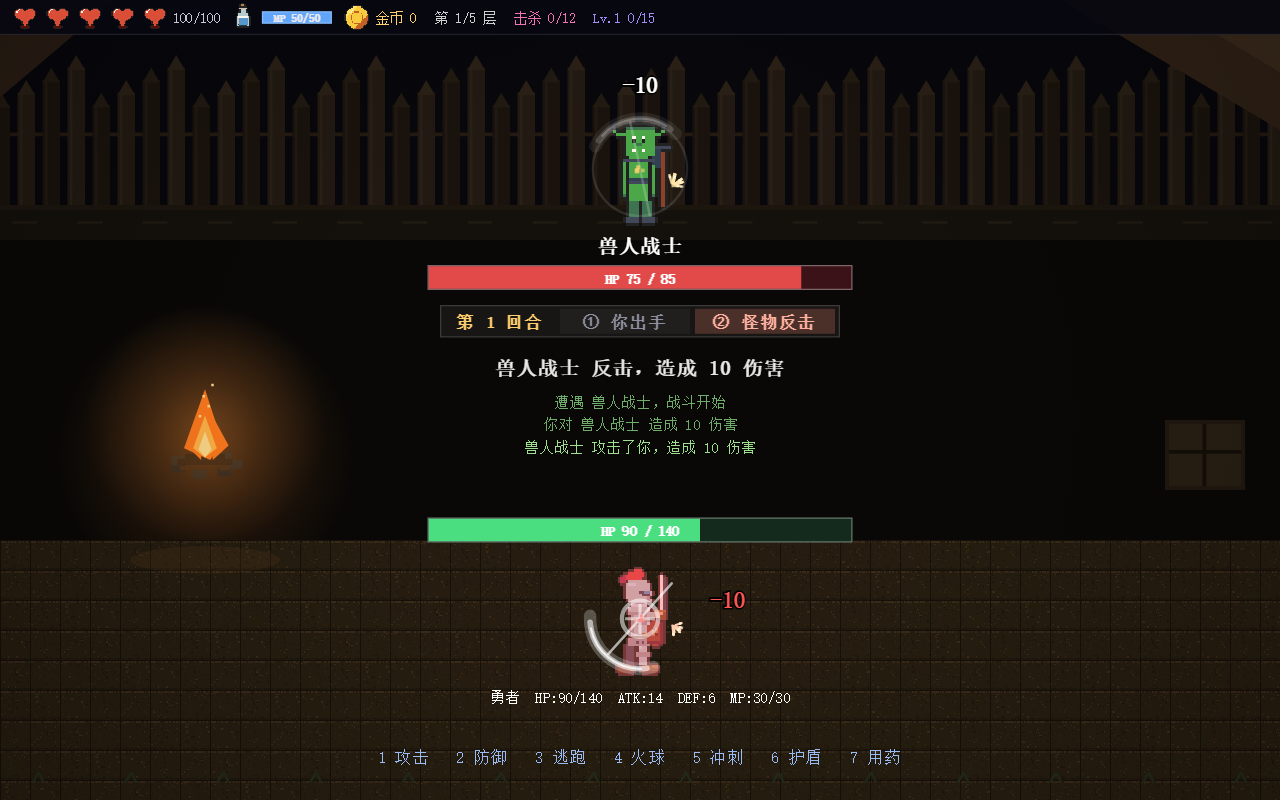 100/100 MP 50/50 金币 0 第 1/5 层 击杀 0/12 Lv.1 0/15
-10
兽人战士
HP 75 / 85
第 1 回合 ① 你出手 ② 怪物反击
兽人战士 反击，造成 10 伤害
遭遇 兽人战士，战斗开始
你对 兽人战士 造成 10 伤害
兽人战士 攻击了你，造成 10 伤害
HP 90 / 140
-10
勇者 HP:90/140 ATK:14 DEF:6 MP:30/30
1 攻击 2 防御 3 逃跑 4 火球 5 冲刺 6 护盾 7 用药